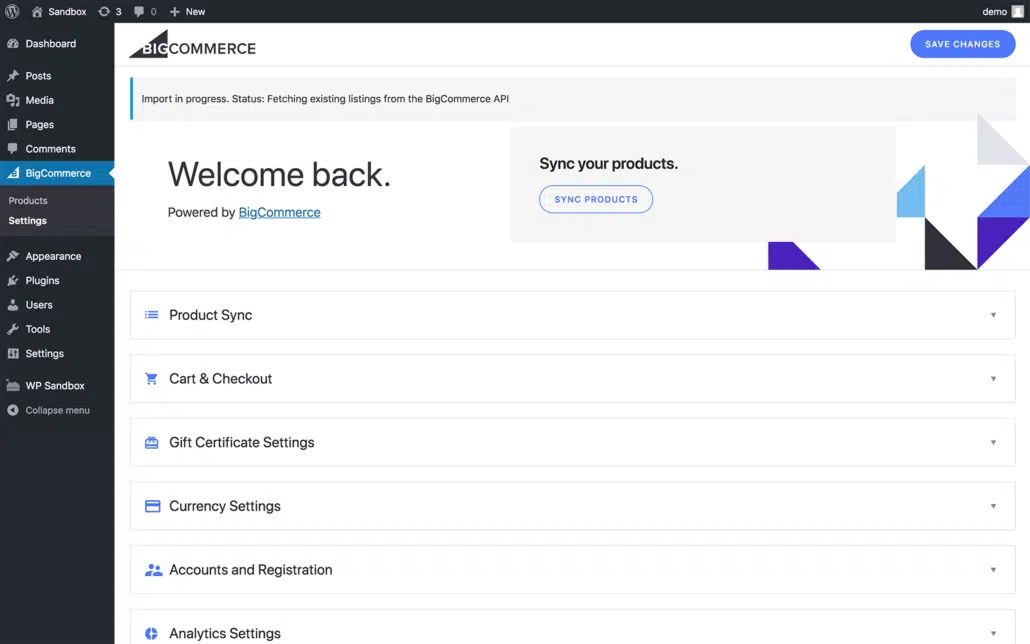 Sandbox 3 0 New demo
Dashboard
Posts
Media
Pages
Comments
BigCommerce
Products
Settings
Appearance
Plugins
Users
Tools
Settings
WP Sandbox
Collapse menu
BIGCOMMERCE
SAVE CHANGES
Import in progress. Status: Fetching existing listings from the BigCommerce API
Welcome back.
Powered by BigCommerce
Sync your products.
SYNC PRODUCTS
Product Sync
Cart & Checkout
Gift Certificate Settings
Currency Settings
Accounts and Registration
Analytics Settings